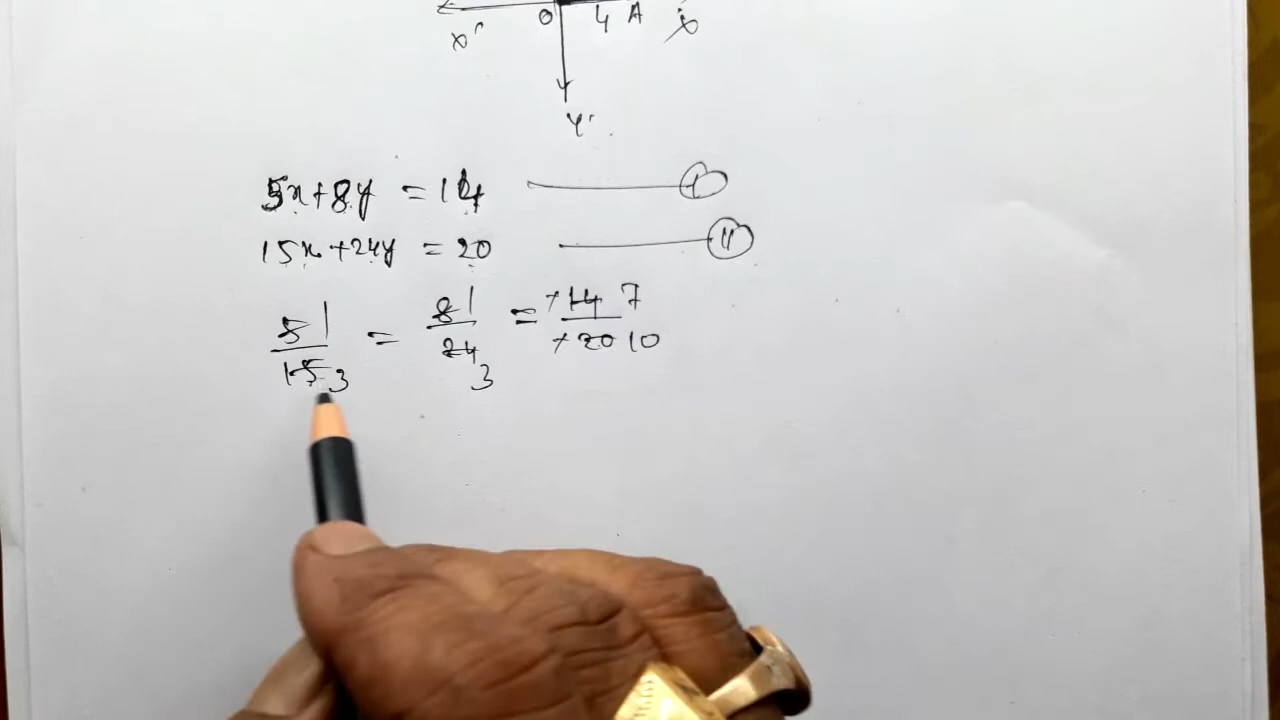 X' O 4 A X
Y'
5x+8y = 14 (I)
15x+24y = 20 (II)
5 1/15 3 = 8 1/24 3 = +14 7/+20 10